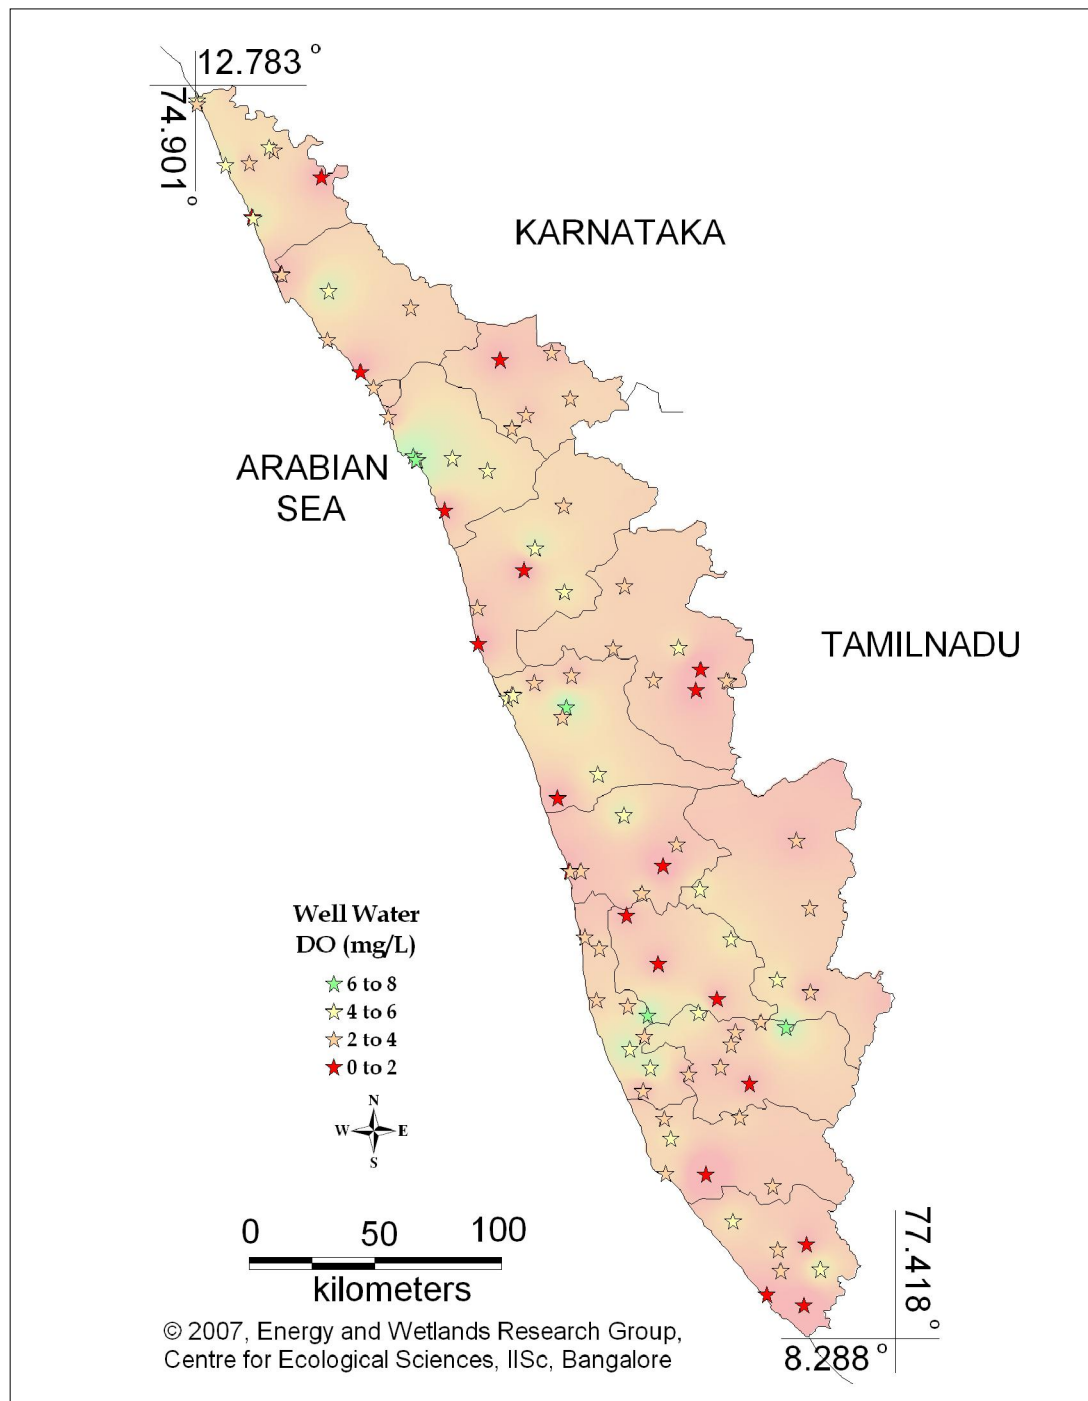 12.783 °
74.901 °
KARNATAKA
ARABIAN
SEA
TAMILNADU
Well Water
DO (mg/L)
6 to 8
4 to 6
2 to 4
0 to 2
N
W E
S
0 50 100
kilometers
77.418 °
8.288 °
© 2007, Energy and Wetlands Research Group,
Centre for Ecological Sciences, IISc, Bangalore